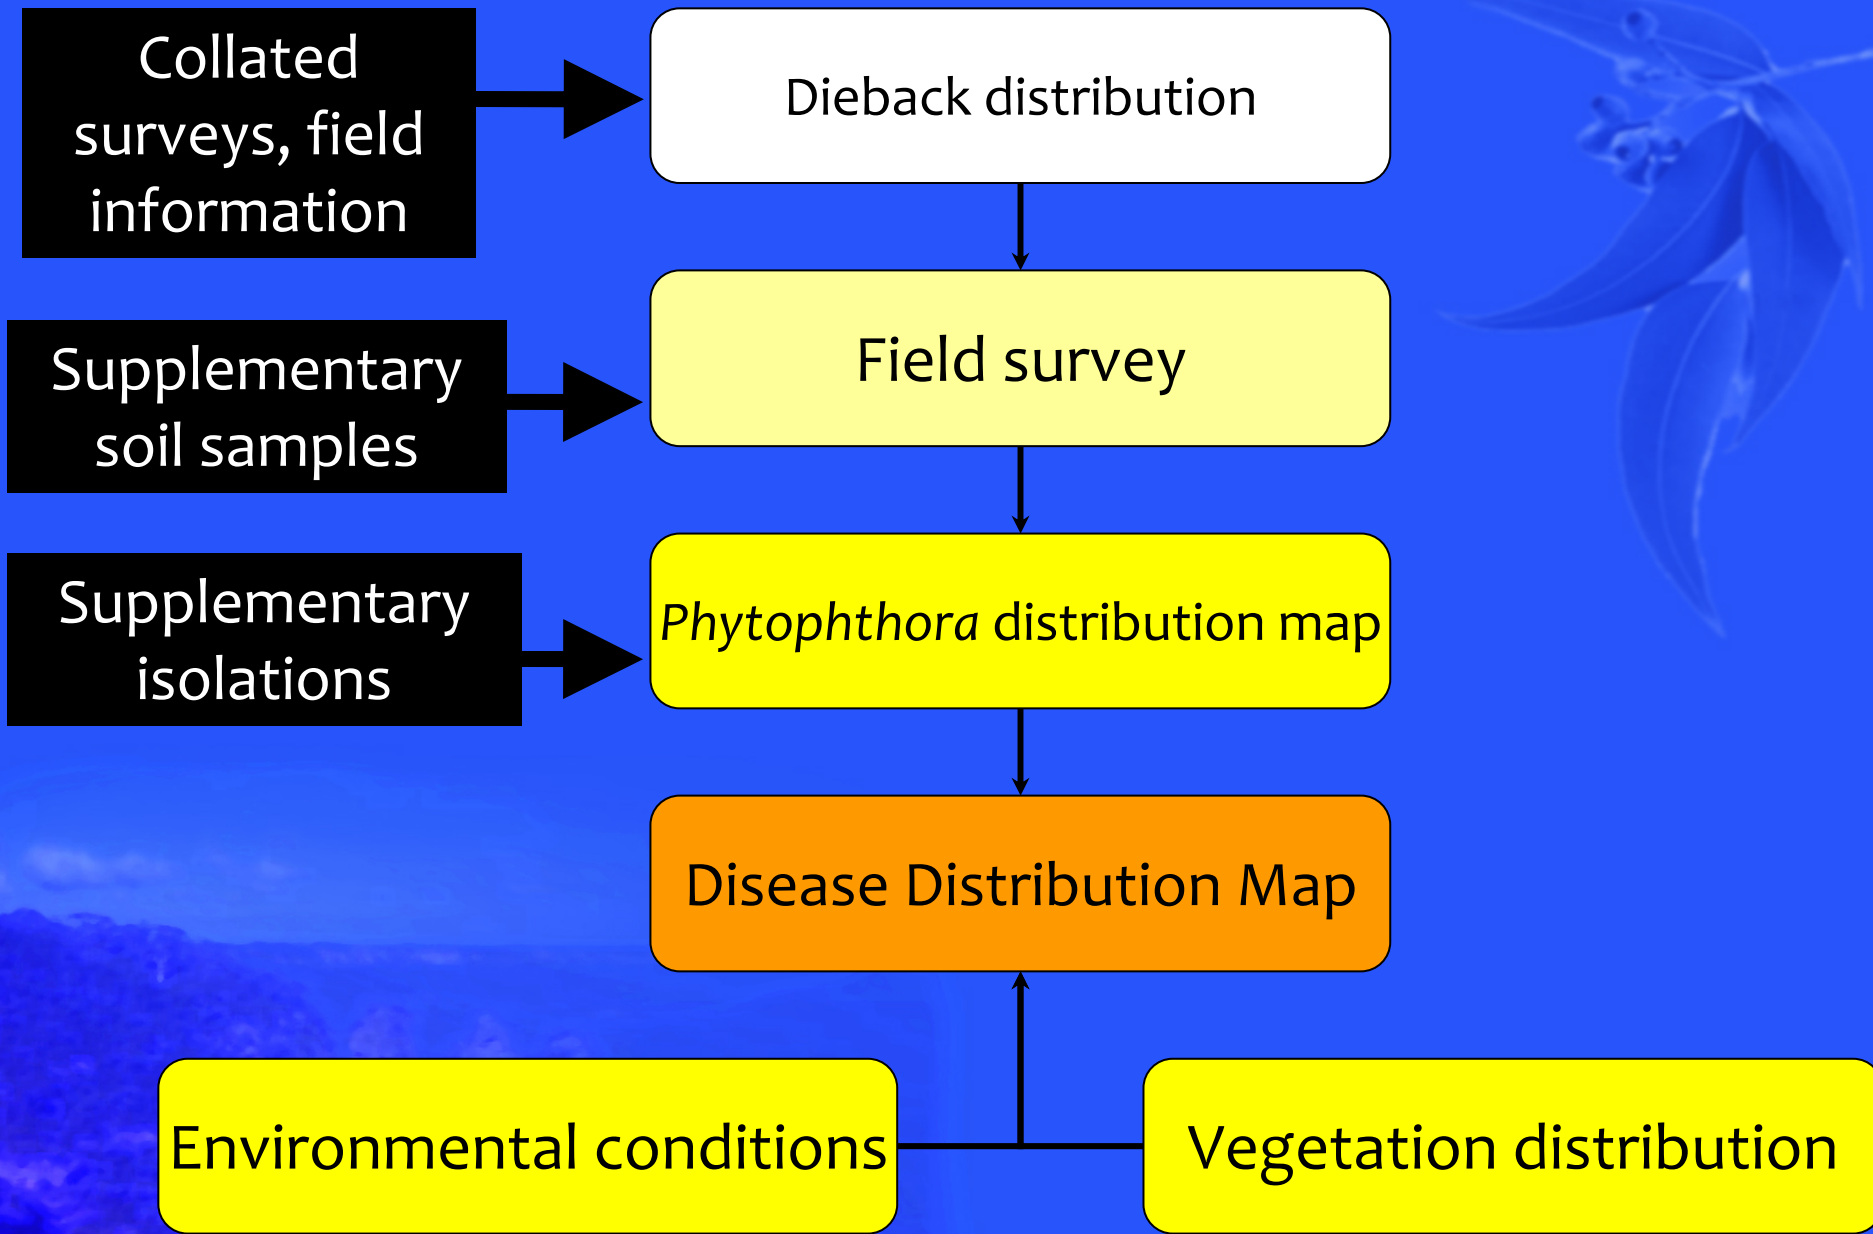 Collated
surveys, field
information
Dieback distribution
Supplementary
soil samples
Field survey
Supplementary
isolations
Phytophthora distribution map
Disease Distribution Map
Environmental conditions
Vegetation distribution